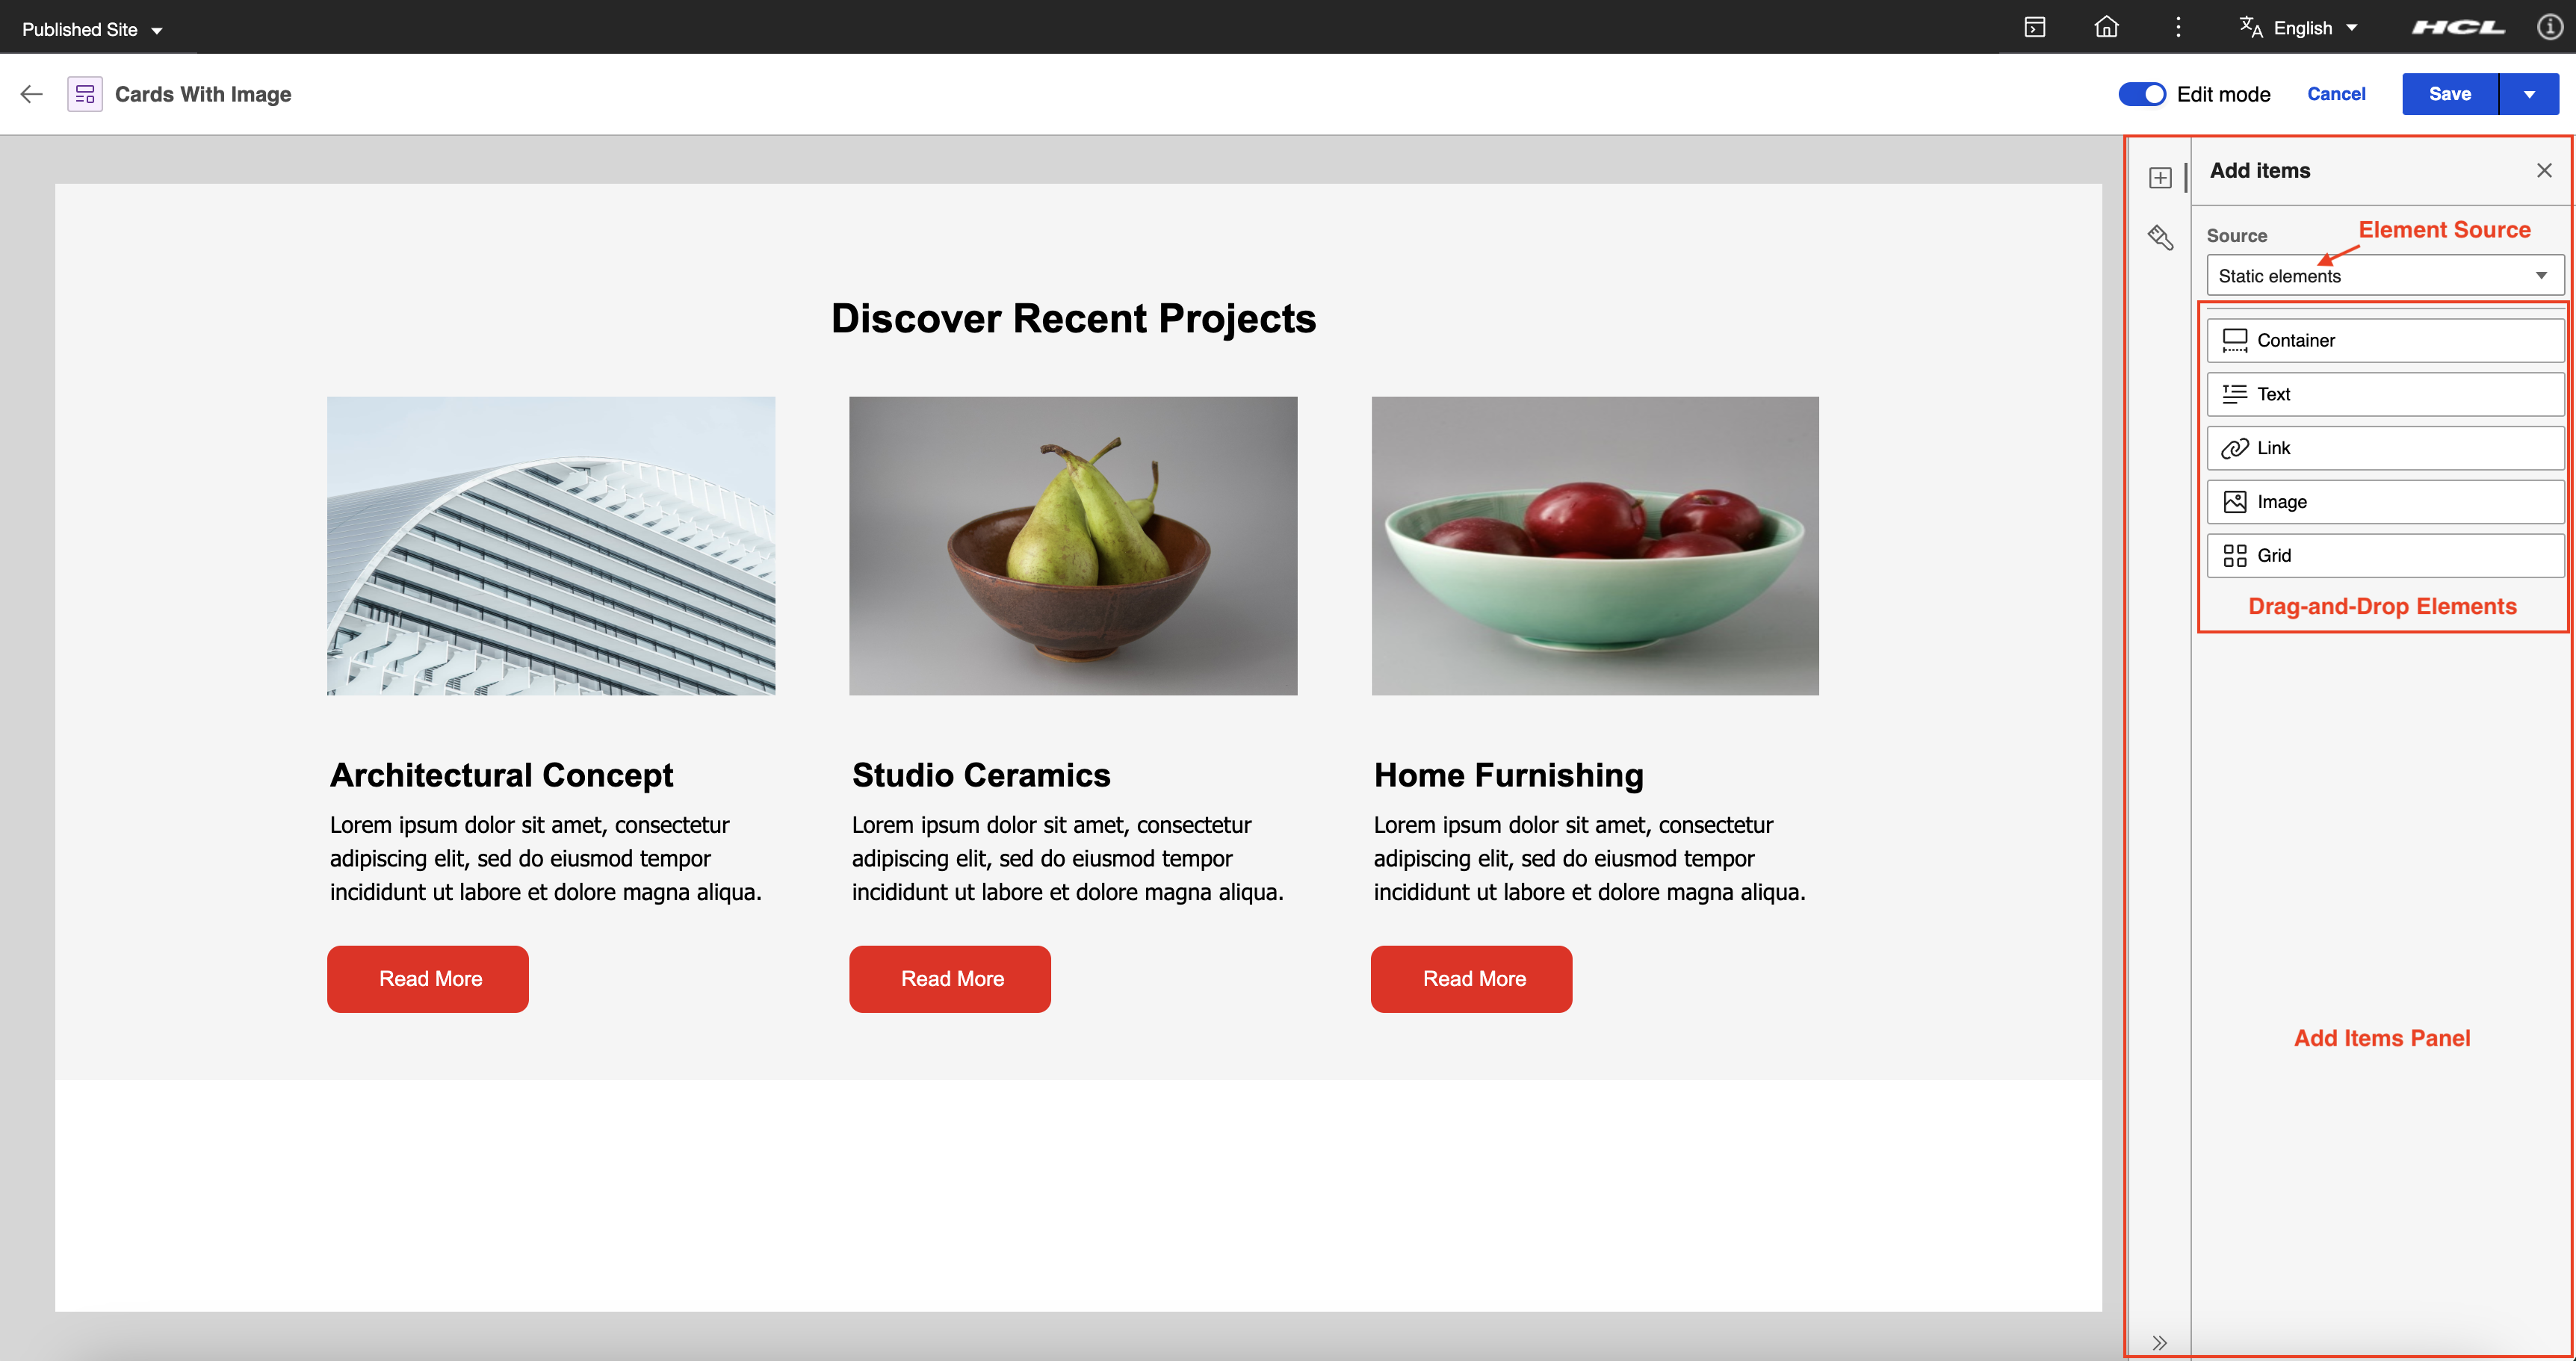 Published Site
English
HCL
Cards With Image
Edit mode
Cancel
Save
Add items
Source
Element Source
Static elements
Container
Text
Link
Image
Grid
Drag-and-Drop Elements
Add Items Panel
Discover Recent Projects
Architectural Concept
Lorem ipsum dolor sit amet, consectetur
adipiscing elit, sed do eiusmod tempor
incididunt ut labore et dolore magna aliqua.
Read More
Studio Ceramics
Lorem ipsum dolor sit amet, consectetur
adipiscing elit, sed do eiusmod tempor
incididunt ut labore et dolore magna aliqua.
Read More
Home Furnishing
Lorem ipsum dolor sit amet, consectetur
adipiscing elit, sed do eiusmod tempor
incididunt ut labore et dolore magna aliqua.
Read More